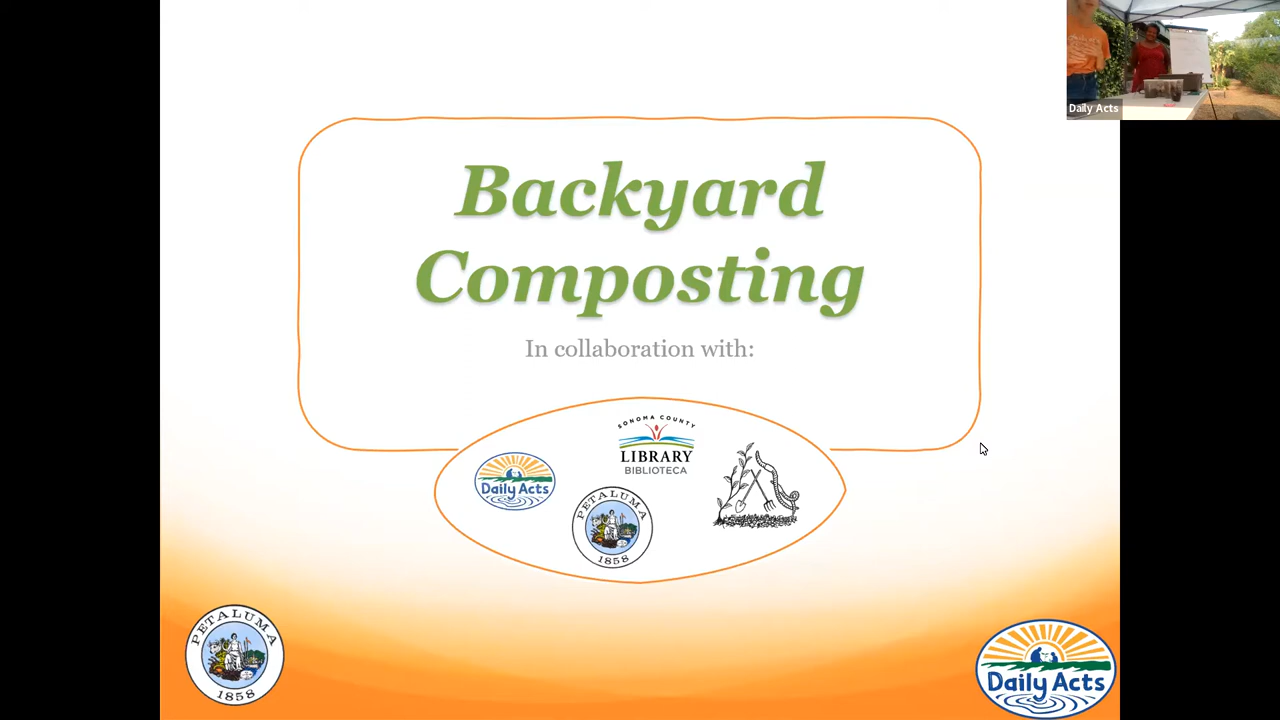 Daily Acts
Backyard
Composting
In collaboration with:
SONOMA COUNTY
LIBRARY
BIBLIOTECA
Daily Acts
PETALUMA
1858
PETALUMA
1858
Daily Acts